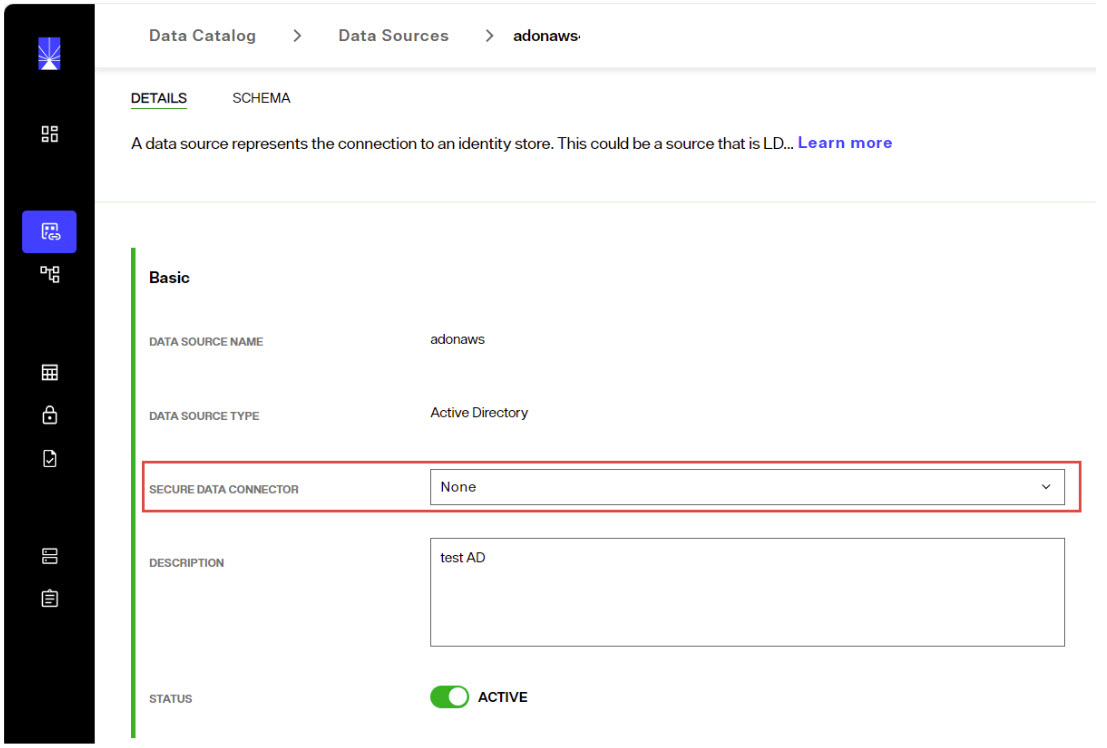 Data Catalog > Data Sources > adonaws
DETAILS SCHEMA
A data source represents the connection to an identity store. This could be a source that is LD... Learn more
Basic
DATA SOURCE NAME adonaws
DATA SOURCE TYPE Active Directory
SECURE DATA CONNECTOR None
DESCRIPTION test AD
STATUS ACTIVE